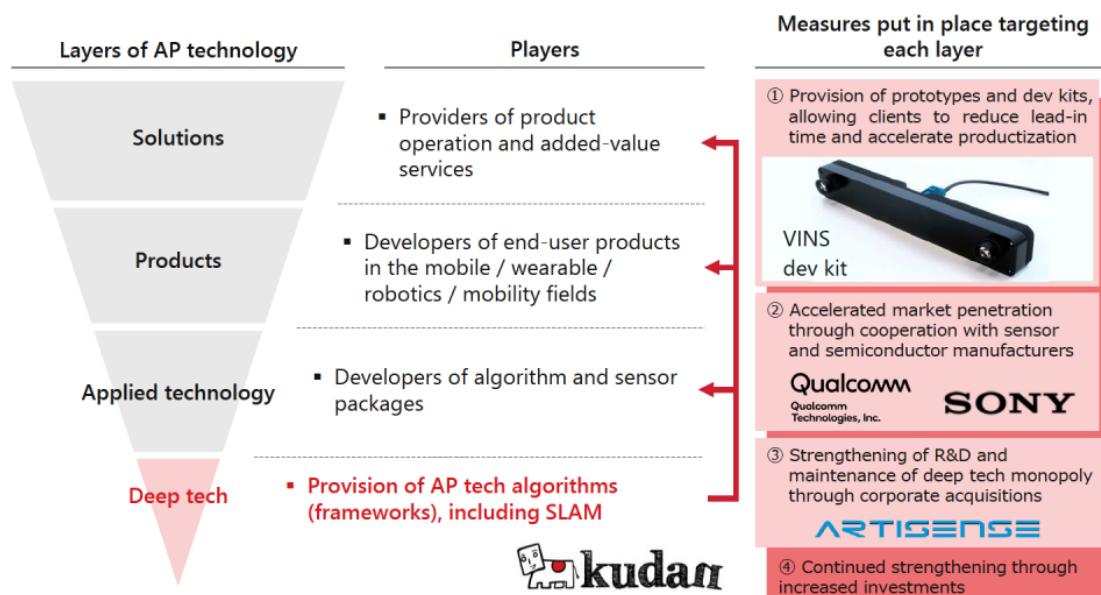 Layers of AP technology
Players
Measures put in place targeting
each layer
Solutions
▪ Providers of product
operation and added-value
services
① Provision of prototypes and dev kits,
allowing clients to reduce lead-in
time and accelerate productization
VINS
dev kit
Products
▪ Developers of end-user products
in the mobile / wearable /
robotics / mobility fields
② Accelerated market penetration
through cooperation with sensor
and semiconductor manufacturers
Qualcomm
Qualcomm
Technologies, Inc.
SONY
Applied technology
▪ Developers of algorithm and sensor
packages
③ Strengthening of R&D and
maintenance of deep tech monopoly
through corporate acquisitions
ARTISENSE
Deep tech
▪ Provision of AP tech algorithms
(frameworks), including SLAM
kudan
④ Continued strengthening through
increased investments